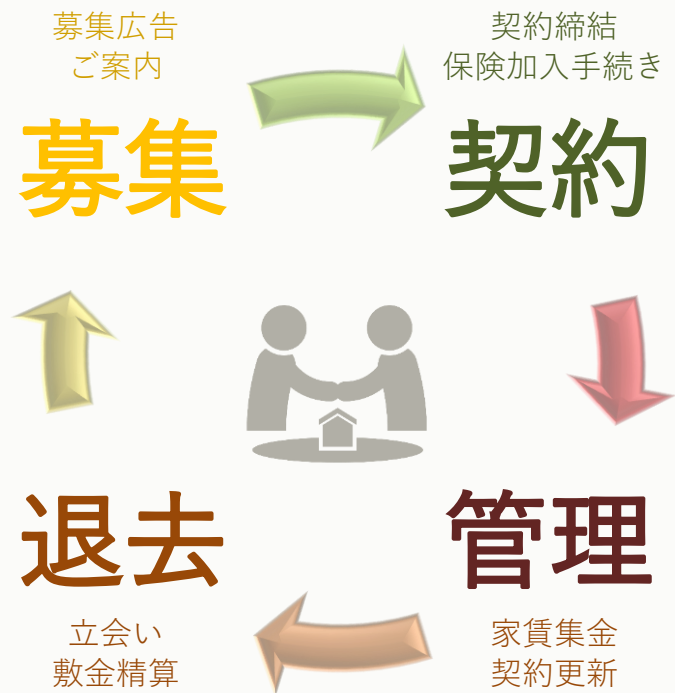 募集広告
ご案内
募集
契約締結
保険加入手続き
契約
管理
家賃集金
契約更新
退去
立会い
敷金精算